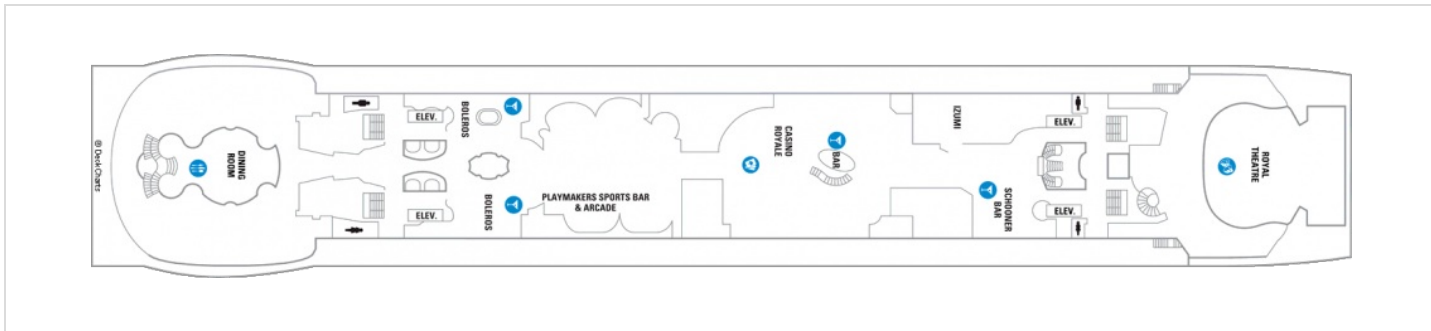 © DeckCharts
DINING
ROOM
ELEV.
ELEV.
BOLEROS
BOLEROS
PLAYMAKERS SPORTS BAR
& ARCADE
CASINO
ROYALE
BAR
IZUMI
SCHOONER
BAR
ELEV.
ELEV.
ROYAL
THEATRE